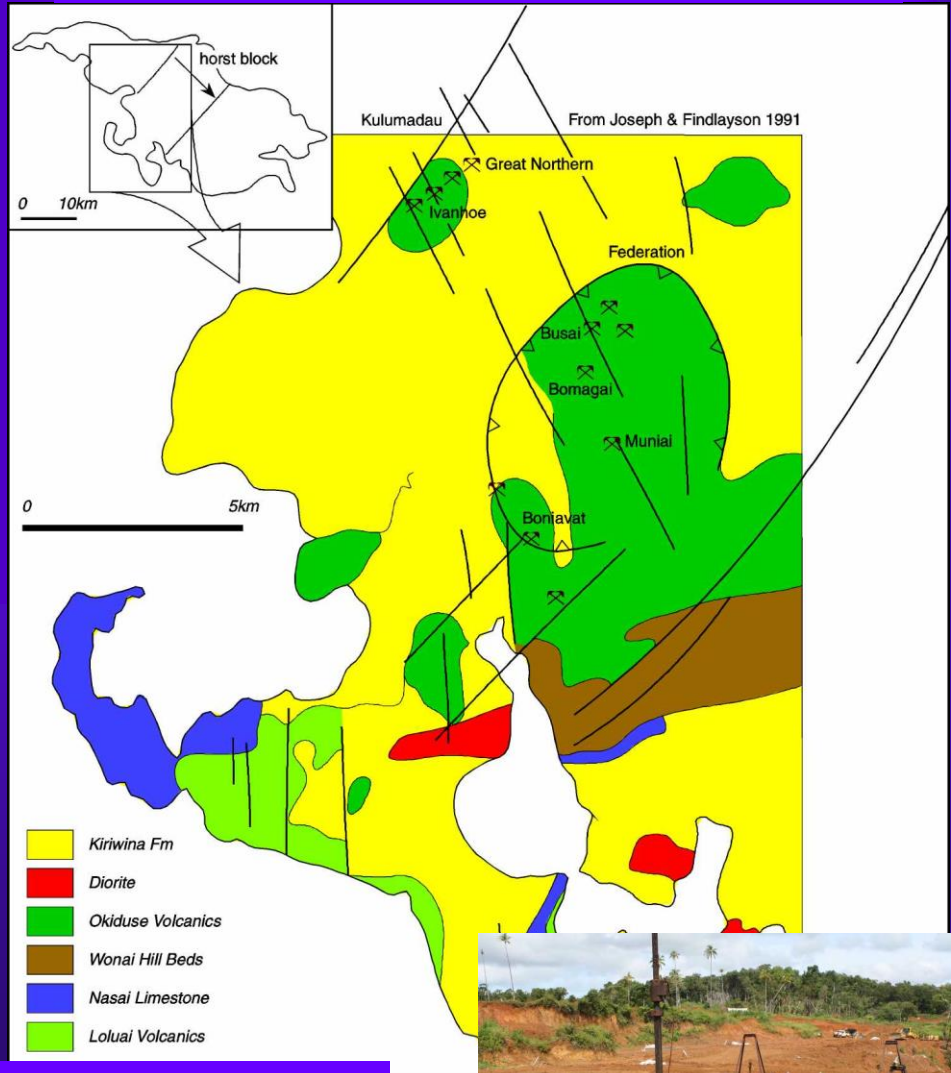 horst block
0 10km
Kulumadau
From Joseph & Findlayson 1991
Great Northern
Ivanhoe
Federation
Busai
Bomagai
Muniai
0 5km
Boniavat
Kiriwina Fm
Diorite
Okiduse Volcanics
Wonai Hill Beds
Nasai Limestone
Loluai Volcanics